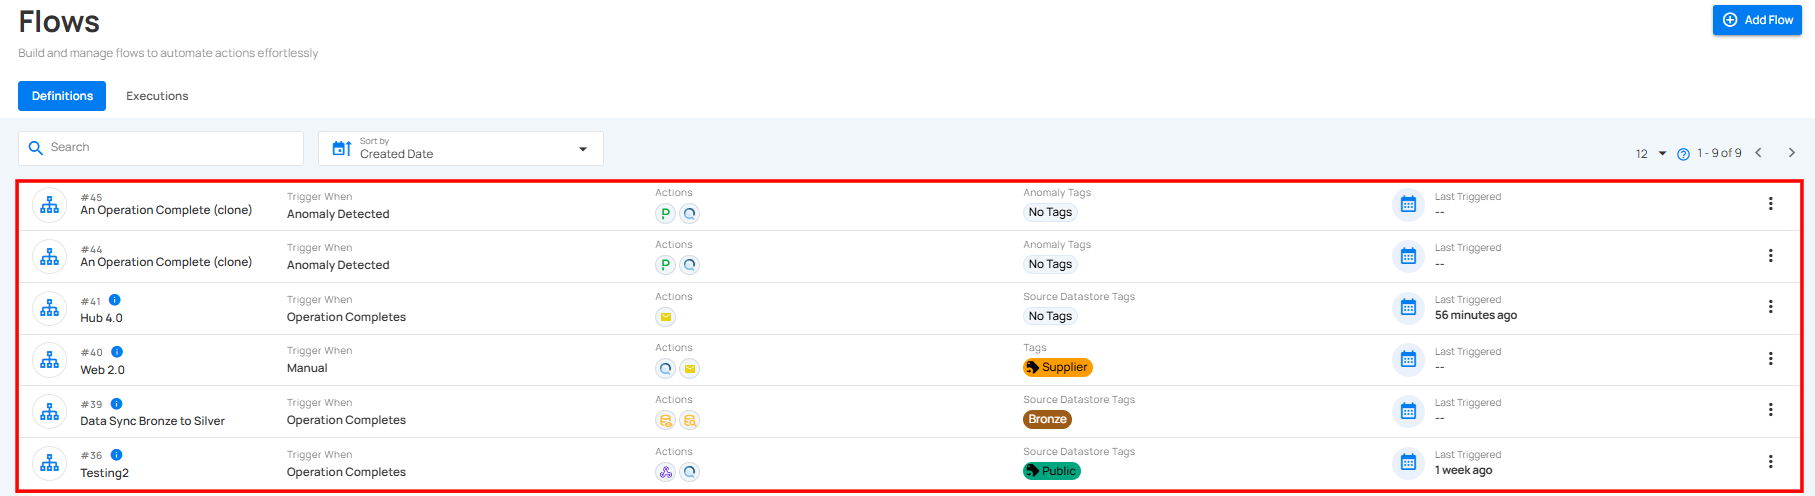 Flows
Add Flow
Build and manage flows to automate actions effortlessly
Definitions Executions
Search
Sort by
Created Date
12 1 - 9 of 9
#45
An Operation Complete (clone)
Trigger When
Anomaly Detected
Actions
Anomaly Tags
No Tags
Last Triggered
--
#44
An Operation Complete (clone)
Trigger When
Anomaly Detected
Actions
Anomaly Tags
No Tags
Last Triggered
--
#41
Hub 4.0
Trigger When
Operation Completes
Actions
Source Datastore Tags
No Tags
Last Triggered
56 minutes ago
#40
Web 2.0
Trigger When
Manual
Actions
Tags
Supplier
Last Triggered
--
#39
Data Sync Bronze to Silver
Trigger When
Operation Completes
Actions
Source Datastore Tags
Bronze
Last Triggered
--
#36
Testing2
Trigger When
Operation Completes
Actions
Source Datastore Tags
Public
Last Triggered
1 week ago